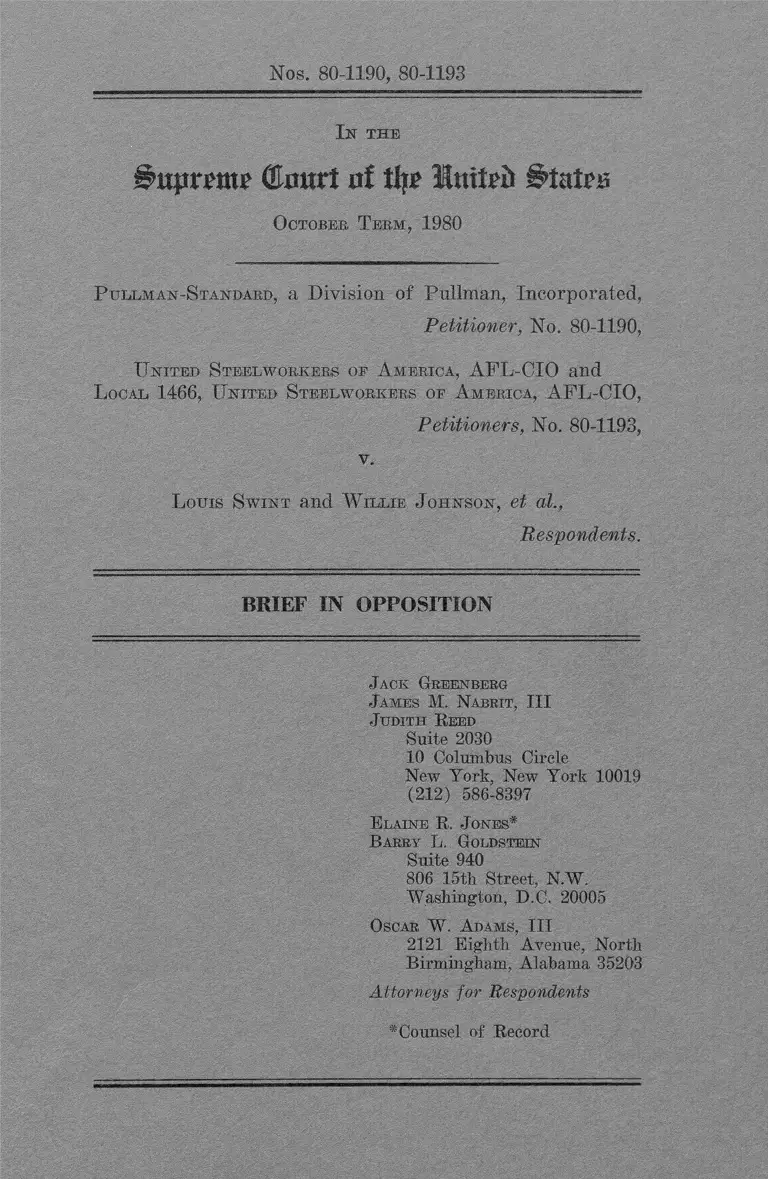 Nos. 80-1190, 80-1193
IN THE
Supreme Court of the United States
OCTOBER TERM, 1980
PULLMAN-STANDARD, a Division of Pullman, Incorporated,
Petitioner, No. 80-1190,
UNITED STEELWORKERS OF AMERICA, AFL-CIO and
LOCAL 1466, UNITED STEELWORKERS OF AMERICA, AFL-CIO,
Petitioners, No. 80-1193,
v.
LOUIS SWINT and WILLIE JOHNSON, et al.,
Respondents.
BRIEF IN OPPOSITION
JACK GREENBERG
JAMES M. NABRIT, III
JUDITH REED
Suite 2030
10 Columbus Circle
New York, New York 10019
(212) 586-8397
ELAINE R. JONES*
BARRY L. GOLDSTEIN
Suite 940
806 15th Street, N.W.
Washington, D.C. 20005
OSCAR W. ADAMS, III
2121 Eighth Avenue, North
Birmingham, Alabama 35203
Attorneys for Respondents
*Counsel of Record